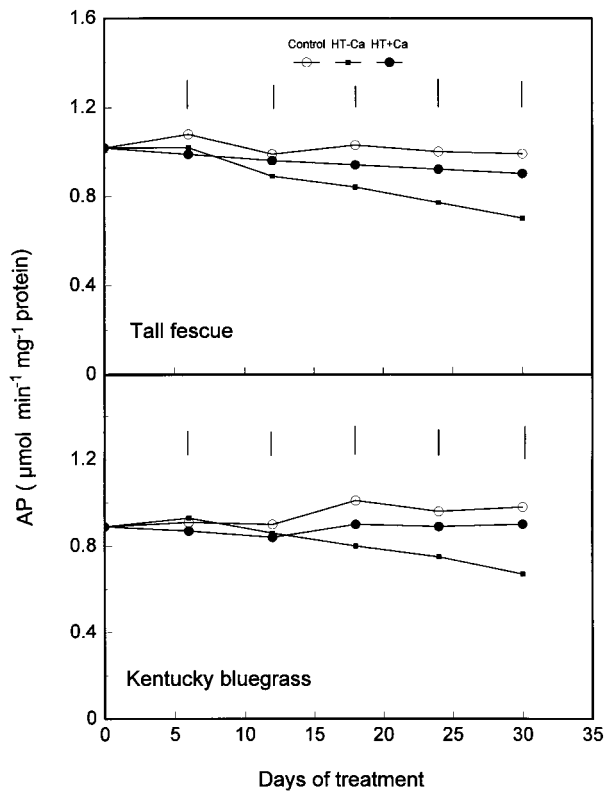 1.6
Control HT-Ca HT+Ca
1.2
0.8
0.4
Tall fescue
0
AP ( µmol min-1 mg-1 protein)
1.2
0.8
0.4
Kentucky bluegrass
0
0 5 10 15 20 25 30 35
Days of treatment